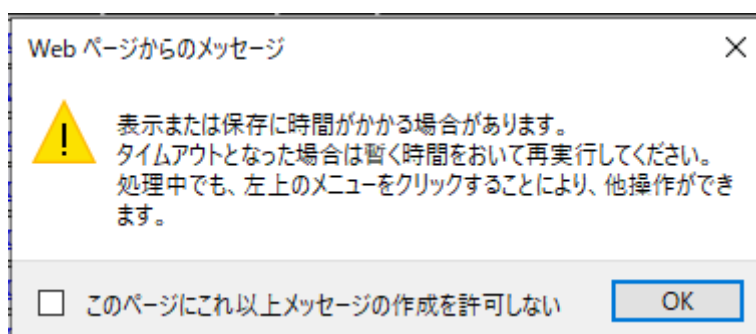 Web ページからのメッセージ
表示または保存に時間がかかる場合があります。
タイムアウトとなった場合は暫く時間をおいて再実行してください。
処理中でも、左上のメニューをクリックすることにより、他操作ができ
ます。
このページにこれ以上メッセージの作成を許可しない
OK